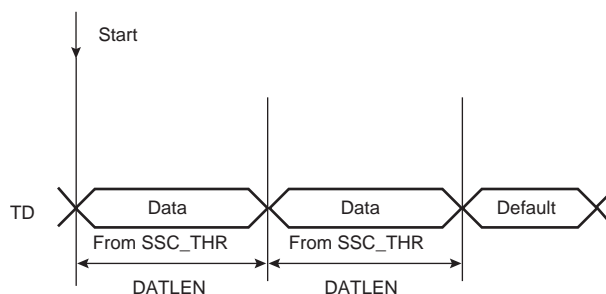 Start
TD
Data
Data
Default
From SSC_THR
From SSC_THR
DATLEN
DATLEN